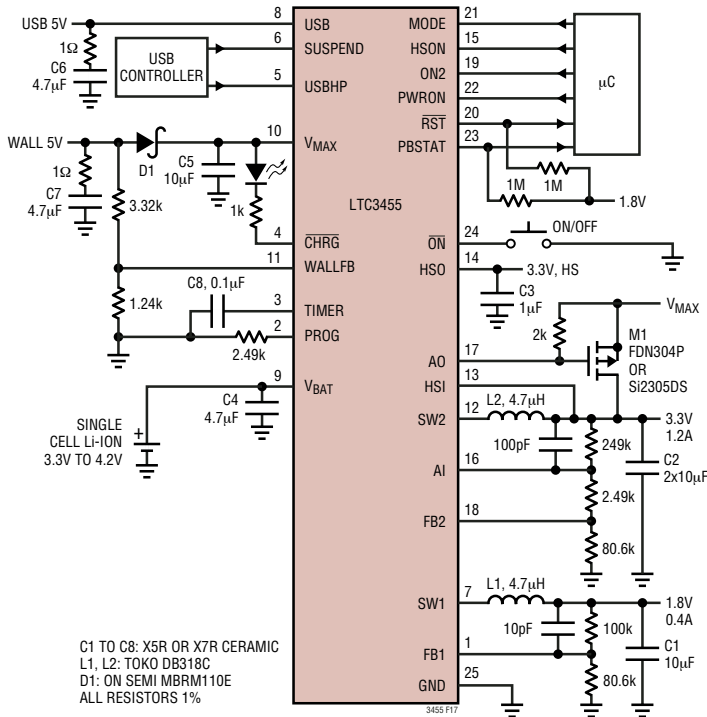 USB 5V
1Ω
C6
4.7µF
USB
CONTROLLER
8
USB
6
SUSPEND
5
USBHP
WALL 5V
1Ω
C7
4.7µF
3.32k
D1
C5
10µF
1k
10
VMAX
LTC3455
4
CHRG
11
WALLFB
1.24k
C8, 0.1µF
3
TIMER
2
PROG
2.49k
9
VBAT
C4
4.7µF
SINGLE
CELL Li-ION
3.3V TO 4.2V
+
21
MODE
15
HSON
19
ON2
22
PWRON
20
RST
23
PBSTAT
µC
1M
1M
1.8V
24
ON
ON/OFF
14
HSO
3.3V, HS
C3
1µF
VMAX
2k
M1
FDN304P
OR
Si2305DS
17
AO
13
HSI
12
SW2
L2, 4.7µH
3.3V
1.2A
100pF
249k
C2
2x10µF
16
AI
2.49k
18
FB2
80.6k
7
SW1
L1, 4.7µH
1.8V
0.4A
10pF
100k
C1
10µF
1
FB1
80.6k
25
GND
C1 TO C8: X5R OR X7R CERAMIC
L1, L2: TOKO DB318C
D1: ON SEMI MBRM110E
ALL RESISTORS 1%
3455 F17